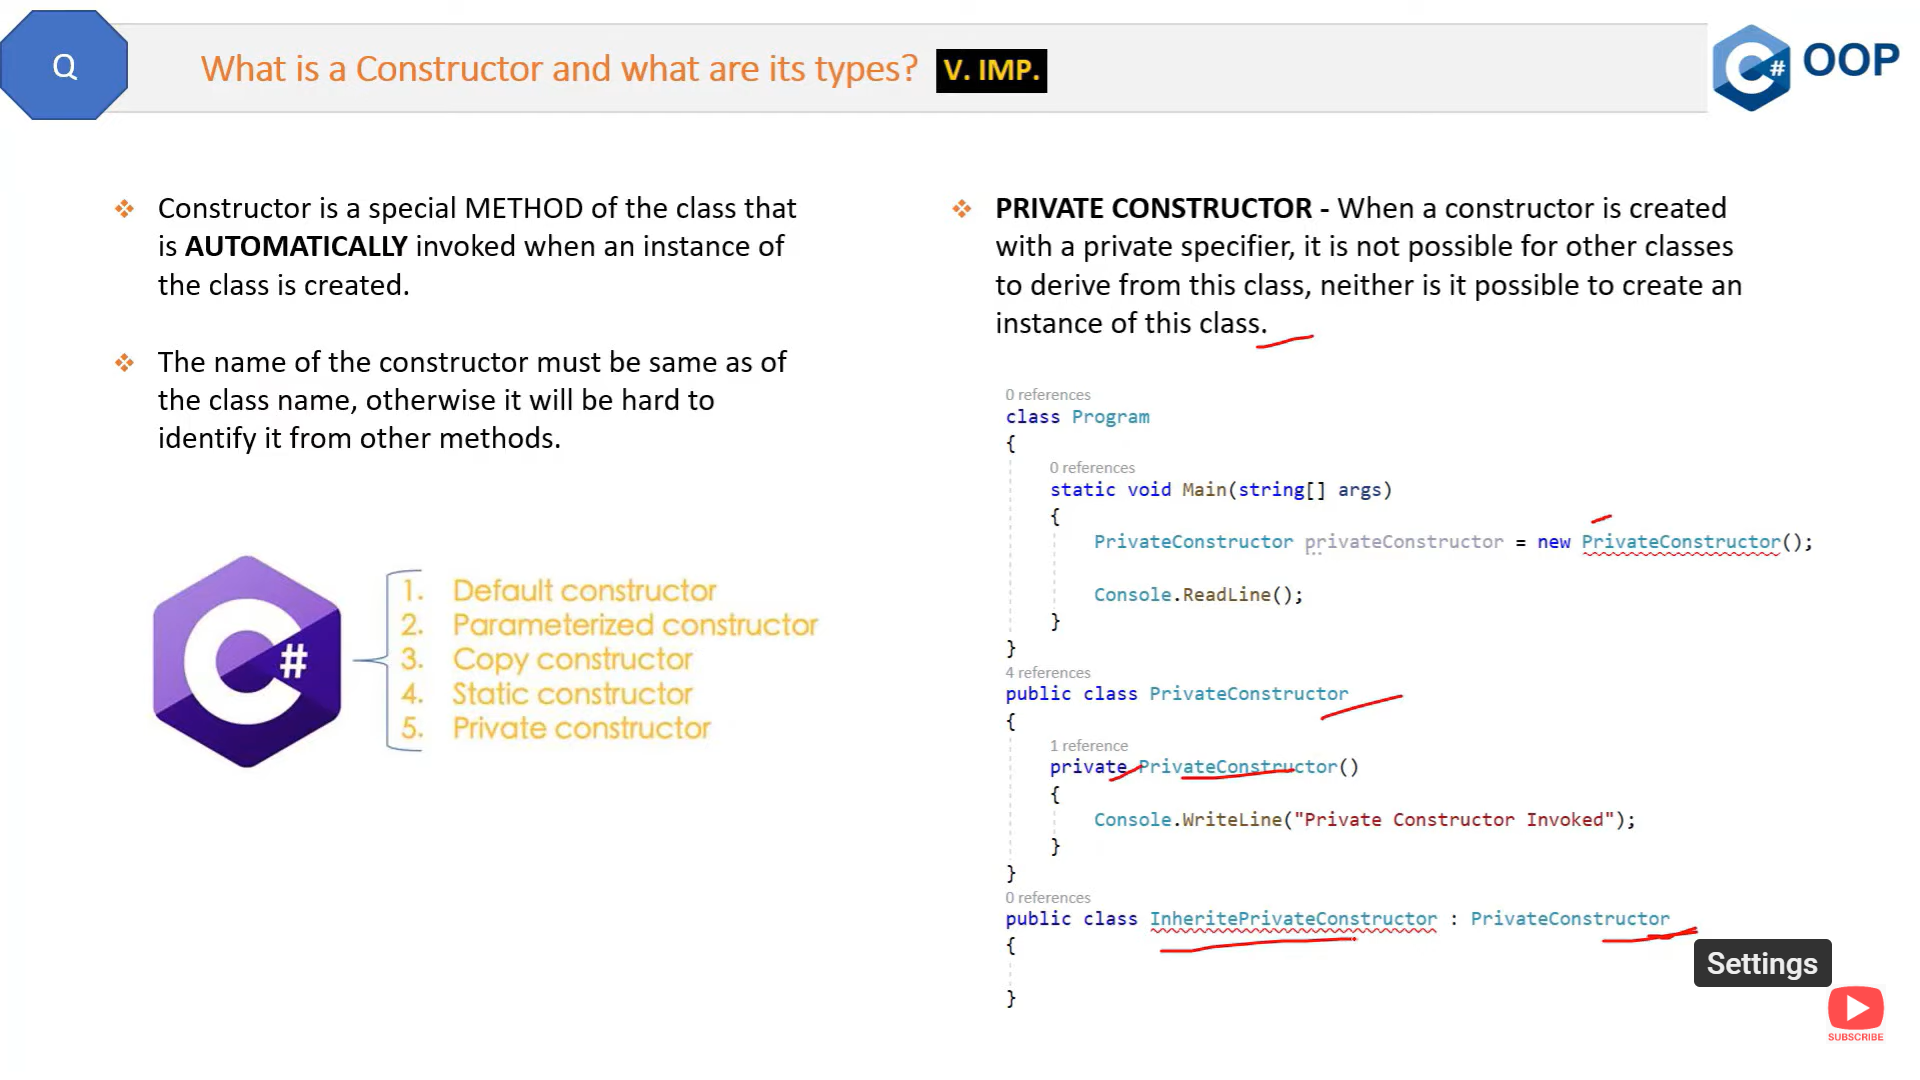 Q
What is a Constructor and what are its types?
V. IMP.
C#
OOP
Constructor is a special METHOD of the class that
is AUTOMATICALLY invoked when an instance of
the class is created.
The name of the constructor must be same as of
the class name, otherwise it will be hard to
identify it from other methods.
C#
1. Default constructor
2. Parameterized constructor
3. Copy constructor
4. Static constructor
5. Private constructor
PRIVATE CONSTRUCTOR - When a constructor is created
with a private specifier, it is not possible for other classes
to derive from this class, neither is it possible to create an
instance of this class.
0 references
class Program
{
0 references
static void Main(string[] args)
{
PrivateConstructor privateConstructor = new PrivateConstructor();
Console.ReadLine();
}
}
4 references
public class PrivateConstructor
{
1 reference
private PrivateConstructor()
{
Console.WriteLine("Private Constructor Invoked");
}
}
0 references
public class InheritePrivateConstructor : PrivateConstructor
{
}
Settings
SUBSCRIBE